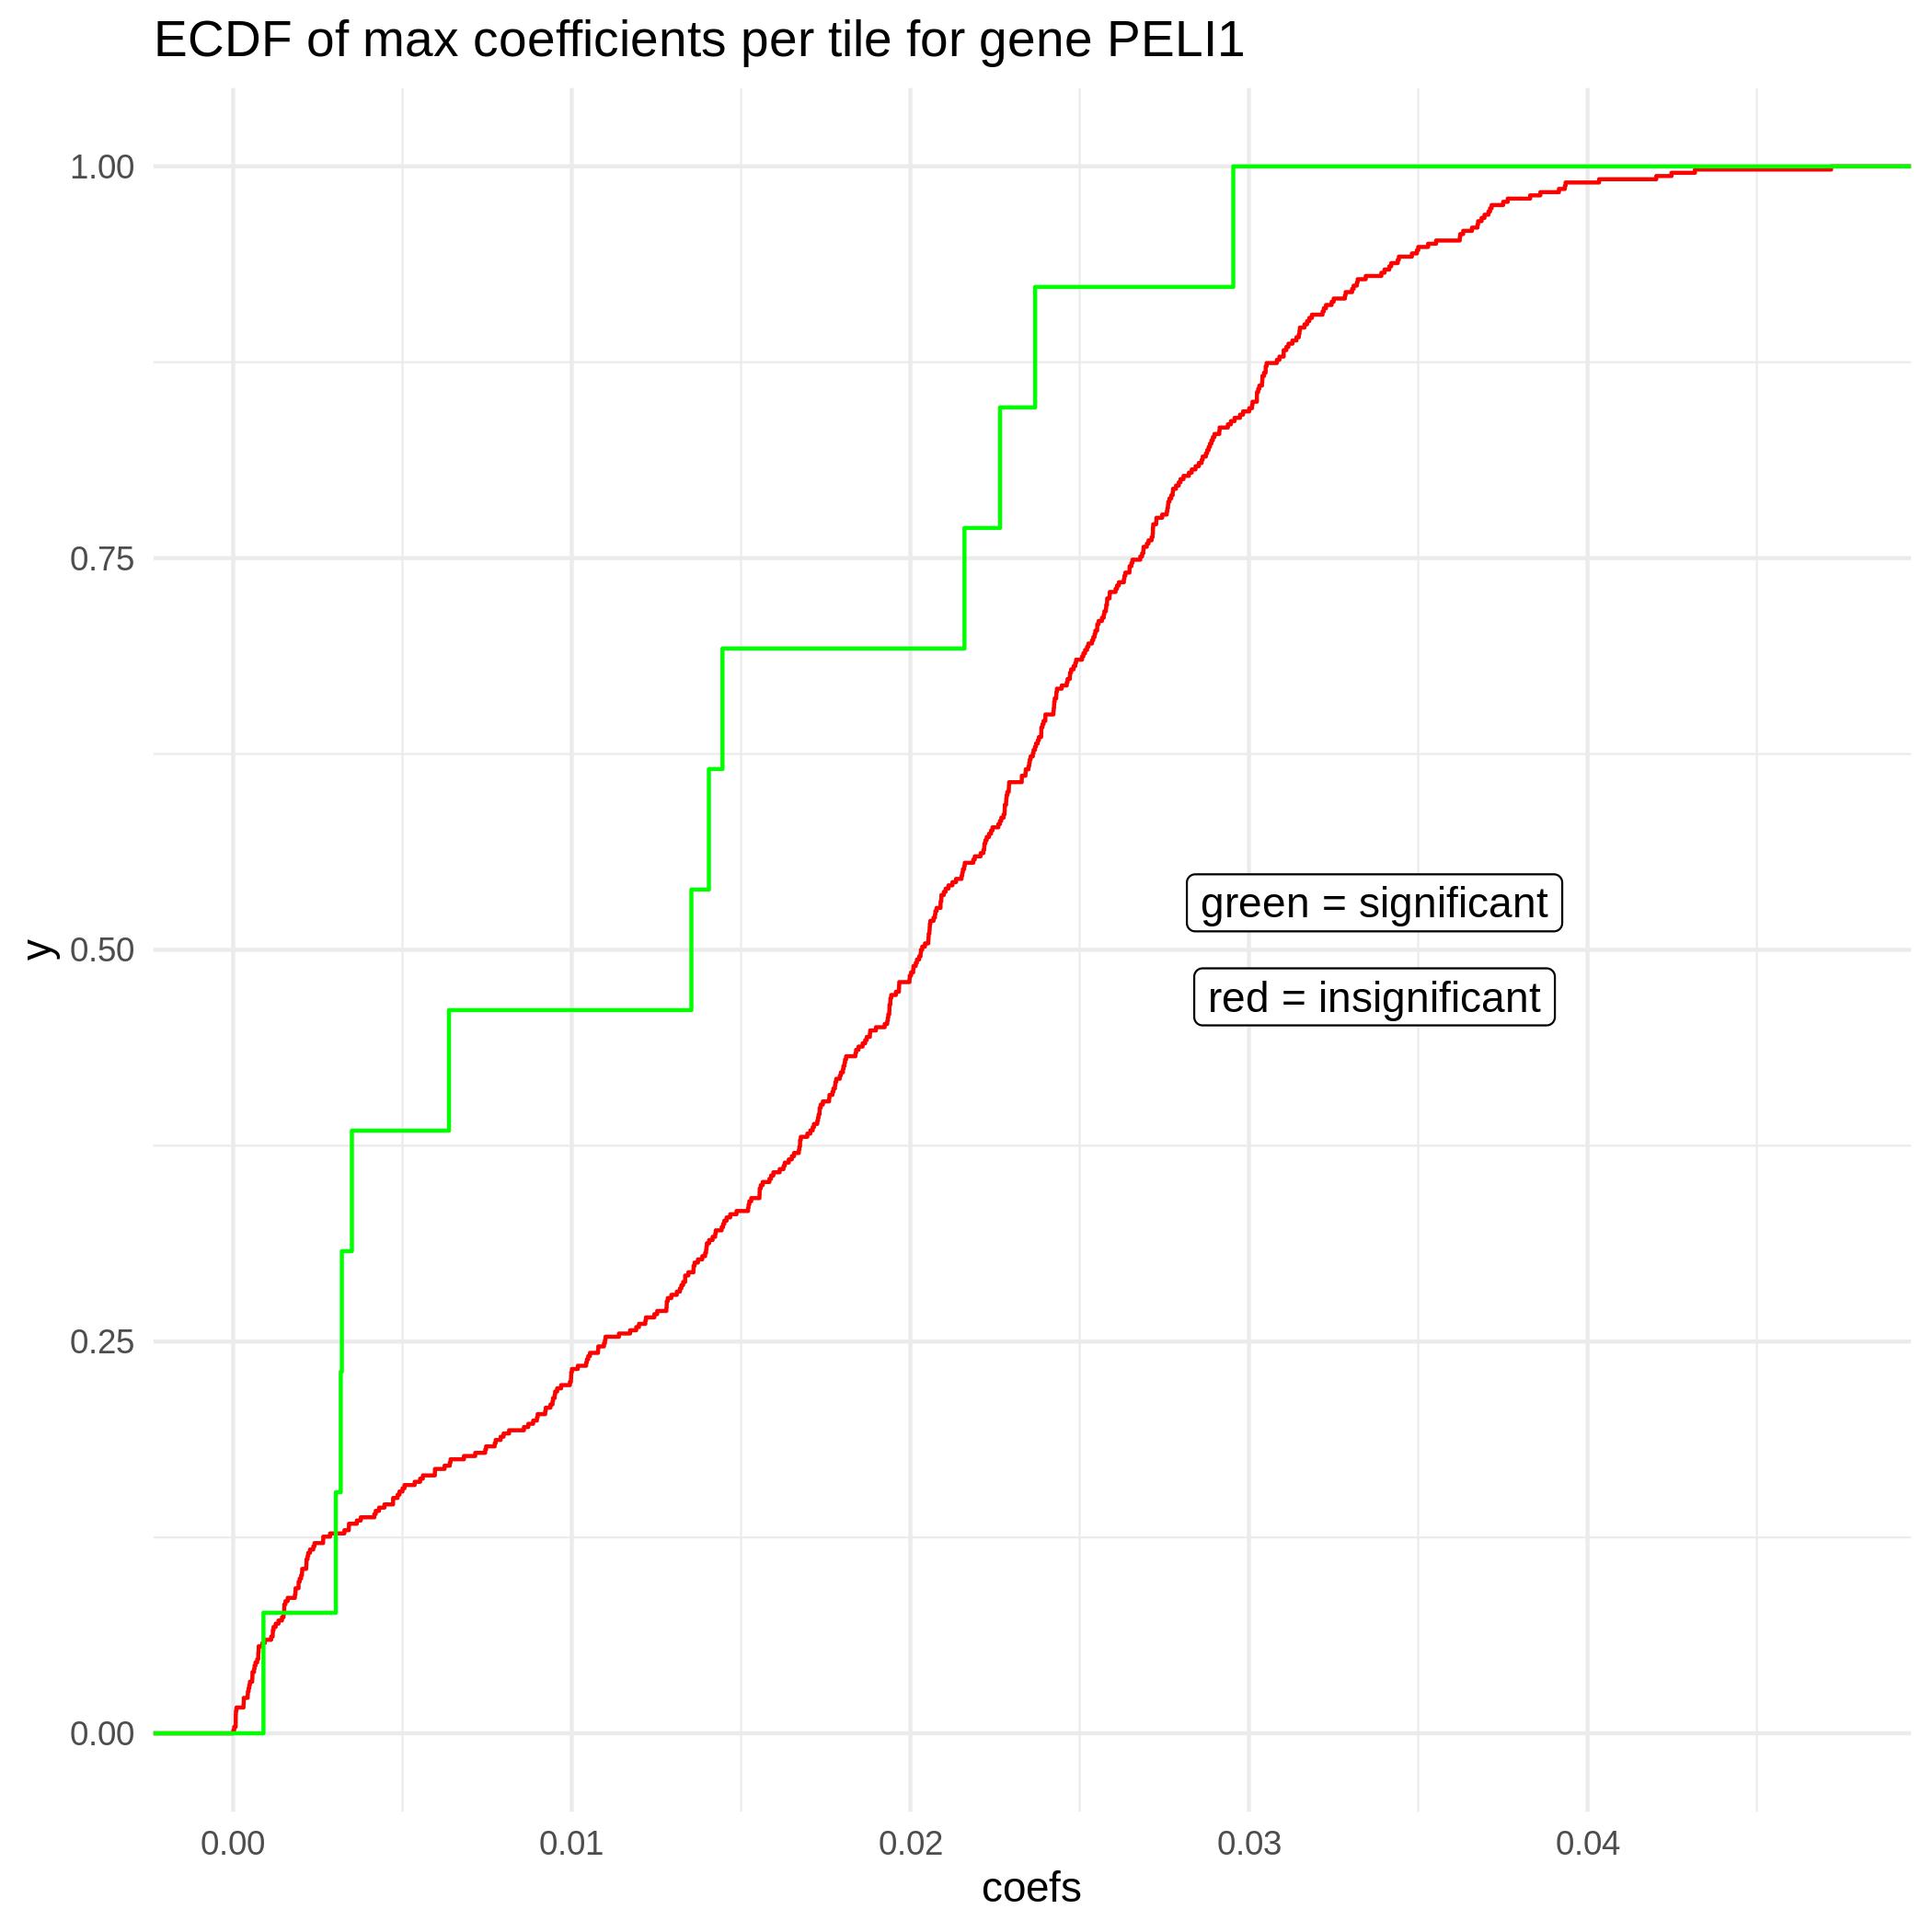 ECDF of max coefficients per tile for gene PELI1
1.00
0.75
0.50
0.25
0.00
y
green = significant
red = insignificant
0.00 0.01 0.02 0.03 0.04
coefs